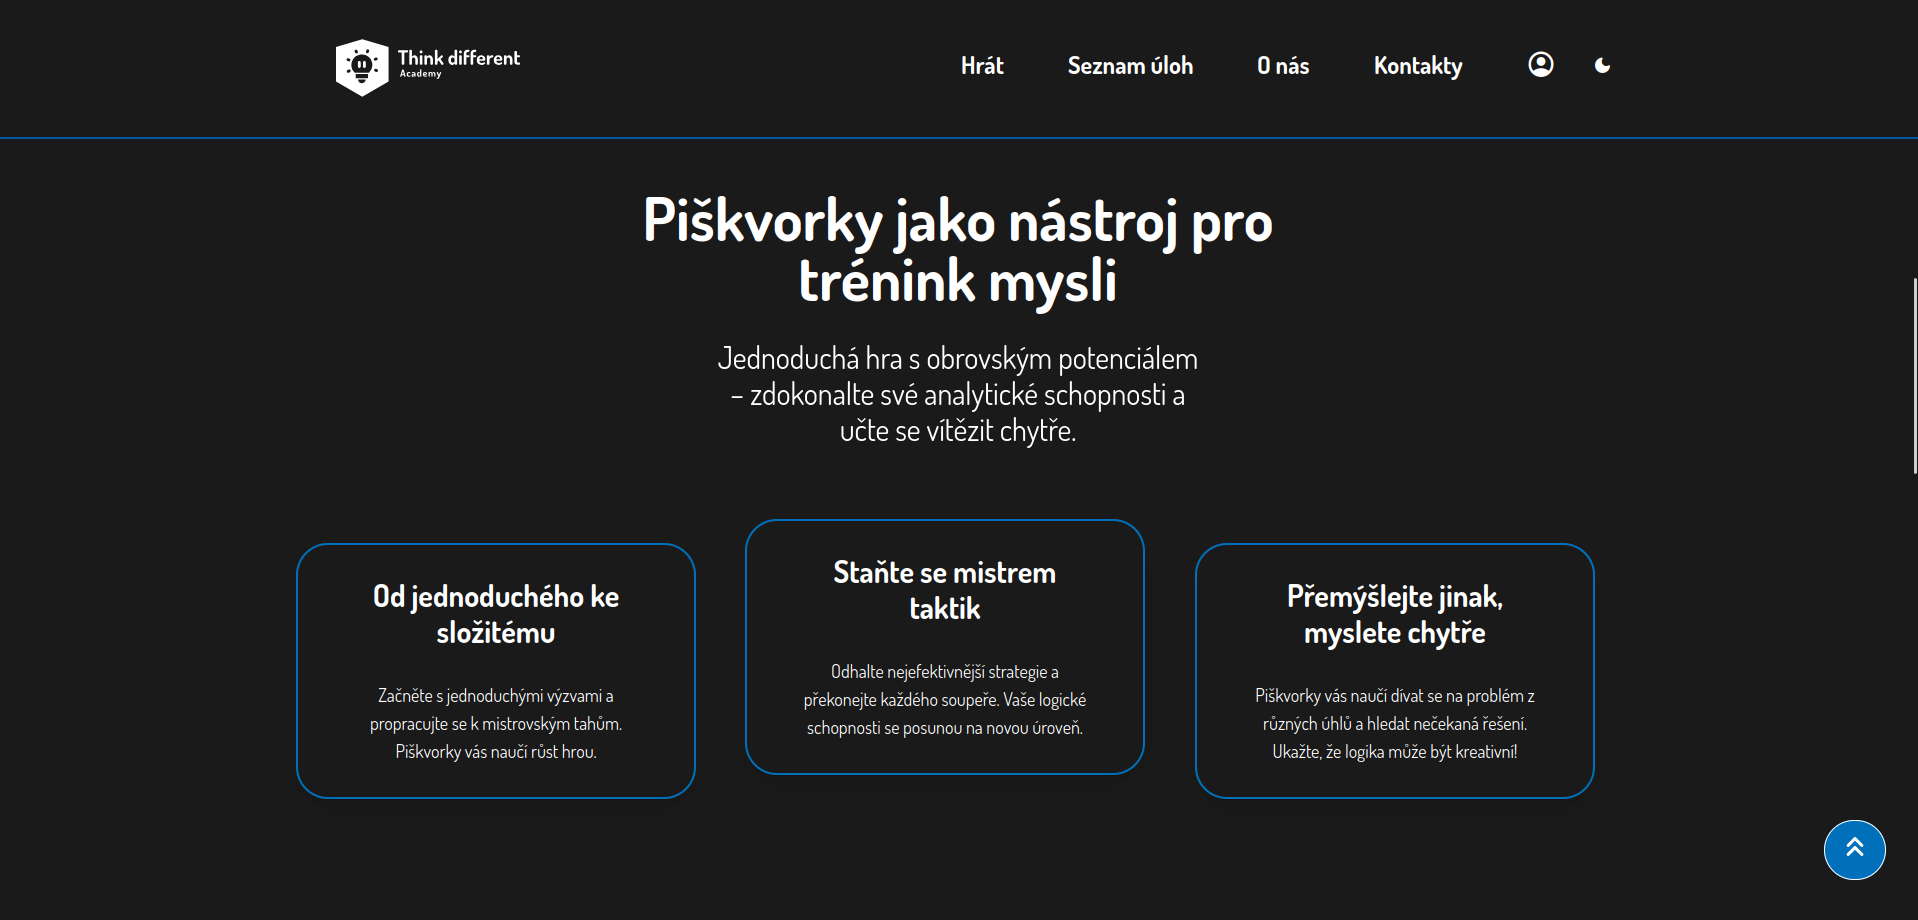 Think different
Academy
Hrát
Seznam úloh
O nás
Kontakty
Piškvorky jako nástroj pro
trénink mysli
Jednoduchá hra s obrovským potenciálem
– zdokonalte své analytické schopnosti a
učte se vítězit chytře.
Od jednoduchého ke
složitému
Začněte s jednoduchými výzvami a
propracujte se k mistrovským tahům.
Piškvorky vás naučí růst hrou.
Staňte se mistrem
taktik
Odhalte nejefektivnější strategie a
překonejte každého soupeře. Vaše logické
schopnosti se posunou na novou úroveň.
Přemýšlejte jinak,
myslete chytře
Piškvorky vás naučí dívat se na problém z
různých úhlů a hledat nečekaná řešení.
Ukažte, že logika může být kreativní!